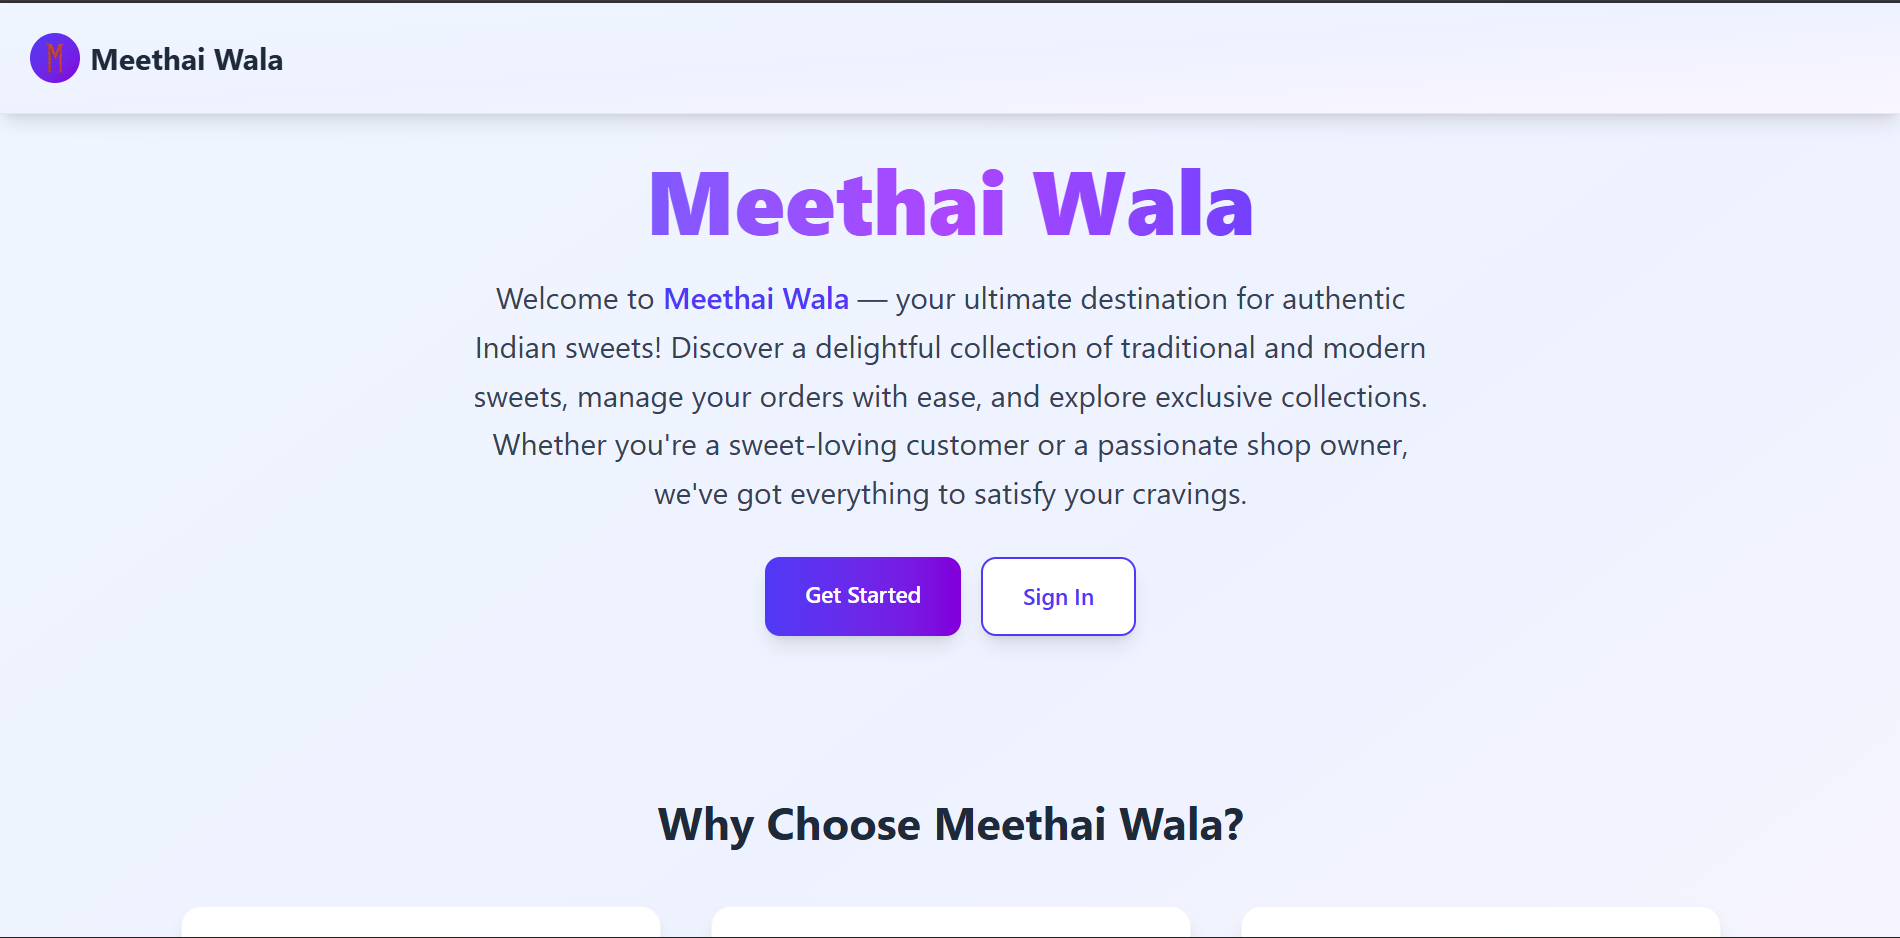 M Meethai Wala
Meethai Wala
Welcome to Meethai Wala — your ultimate destination for authentic
Indian sweets! Discover a delightful collection of traditional and modern
sweets, manage your orders with ease, and explore exclusive collections.
Whether you're a sweet-loving customer or a passionate shop owner,
we've got everything to satisfy your cravings.
Get Started
Sign In
Why Choose Meethai Wala?